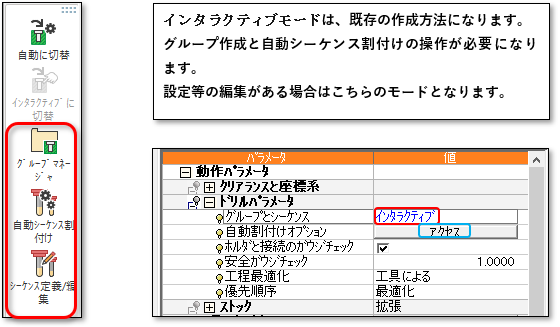 自動に切替
インタラクティブに
切替
グループマネー
ジャ
自動シーケンス割
付け
シーケンス定義/編
集
インタラクティブモードは、既存の作成方法になります。
グループ作成と自動シーケンス割付けの操作が必要になり
ます。
設定等の編集がある場合はこちらのモードとなります。
パラメータ 値
動作パラメータ
クリアランスと座標系
ドリルパラメータ
グループとシーケンス インタラクティブ
自動割付けオプション アクセス
ホルダと接続のガウジチェック
安全ガウジチェック 1.0000
工程最適化 工具による
優先順序 最適化
ストック 拡張